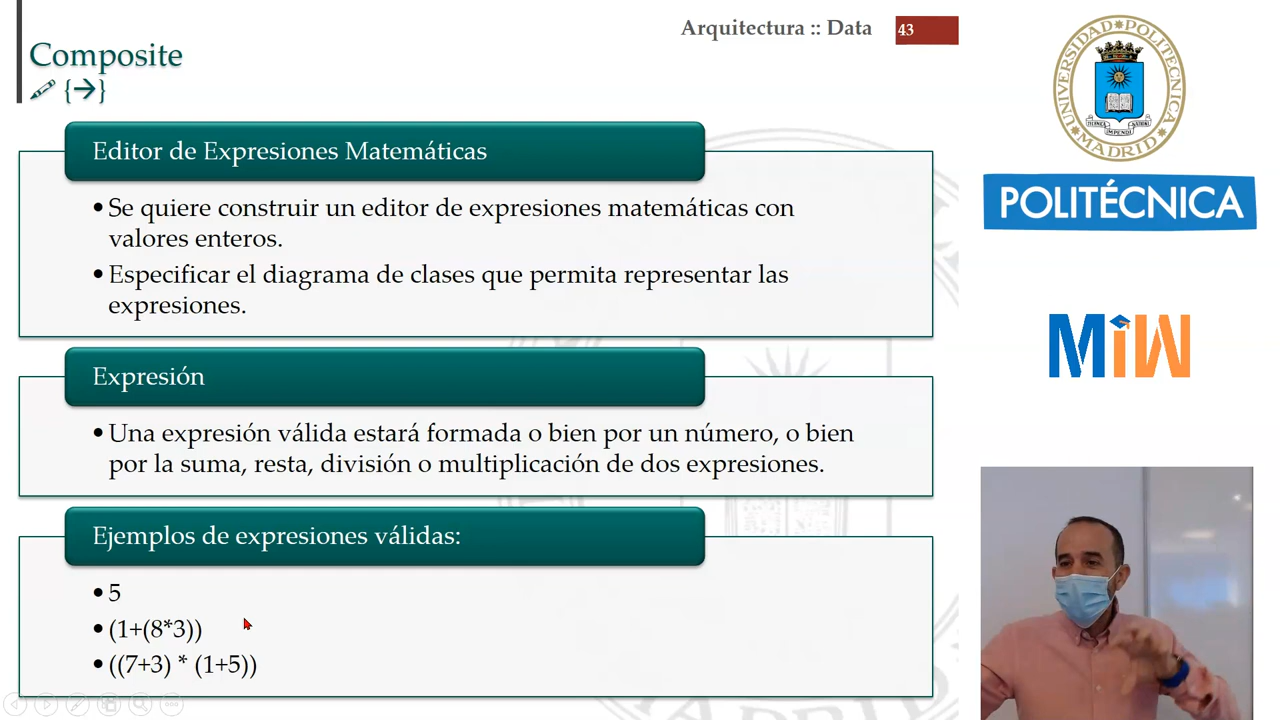 Arquitectura :: Data
43
Composite
{→}
Editor de Expresiones Matemáticas
•Se quiere construir un editor de expresiones matemáticas con
valores enteros.
•Especificar el diagrama de clases que permita representar las
expresiones.
Expresión
•Una expresión válida estará formada o bien por un número, o bien
por la suma, resta, división o multiplicación de dos expresiones.
Ejemplos de expresiones válidas:
•5
•(1+(8*3))
•((7+3) * (1+5))
UNIVERSIDAD POLITECNICA
MADRID
POLITÉCNICA
MiW